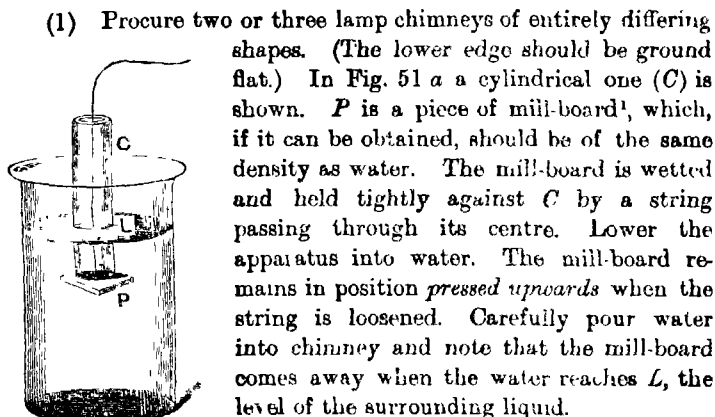 (1) Procure two or three lamp chimneys of entirely differing
shapes. (The lower edge should be ground
flat.) In Fig. 51 a a cylindrical one (C) is
shown. P is a piece of mill-board¹, which,
if it can be obtained, should be of the same
density as water. The mill-board is wetted
and held tightly against C by a string
passing through its centre. Lower the
apparatus into water. The mill-board re-
mains in position pressed upwards when the
string is loosened. Carefully pour water
into chimney and note that the mill-board
comes away when the water reaches L, the
level of the surrounding liquid.
C
L
P